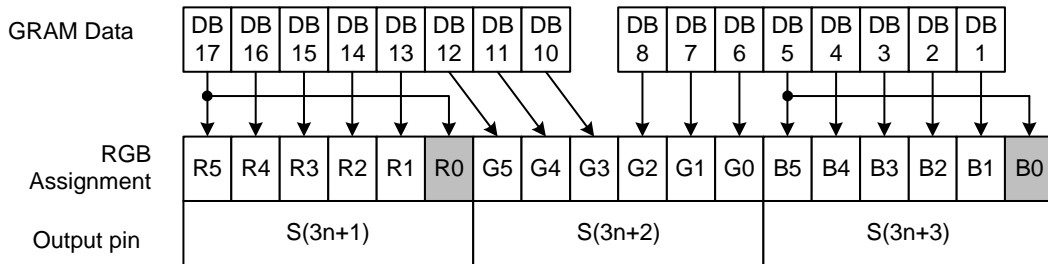 GRAM Data DB 17 DB 16 DB 15 DB 14 DB 13 DB 12 DB 11 DB 10 DB 8 DB 7 DB 6 DB 5 DB 4 DB 3 DB 2 DB 1
RGB Assignment R5 R4 R3 R2 R1 R0 G5 G4 G3 G2 G1 G0 B5 B4 B3 B2 B1 B0
Output pin S(3n+1) S(3n+2) S(3n+3)